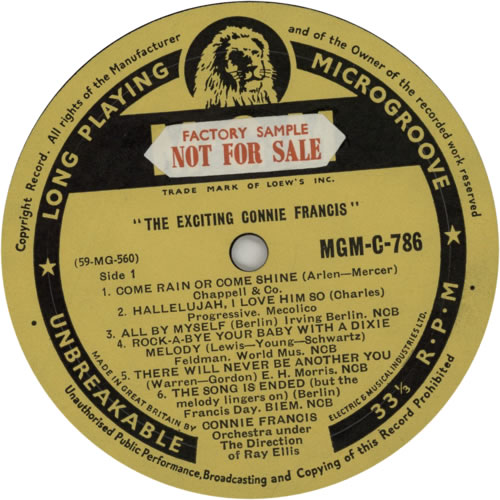 Copyright Record. All rights of the Manufacturer and of the Owner of the recorded work reserved
LONG PLAYING MICROGROOVE
FACTORY SAMPLE
NOT FOR SALE
TRADE MARK OF LOEW'S INC.
"THE EXCITING CONNIE FRANCIS"
(59-MG-560)
Side 1
MGM-C-786
1. COME RAIN OR COME SHINE (Arlen—Mercer)
Chappell & Co.
2. HALLELUJAH, I LOVE HIM SO (Charles)
Progressive. Mecolico
3. ALL BY MYSELF (Berlin) Irving Berlin. NCB
4. ROCK-A-BYE YOUR BABY WITH A DIXIE
MELODY (Lewis—Young—Schwartz)
Feldman. World Mus. NCB
5. THERE WILL NEVER BE ANOTHER YOU
(Warren—Gordon) E. H. Morris. NCB
6. THE SONG IS ENDED (but the
melody lingers on) (Berlin)
Francis Day. BIEM. NCB
CONNIE FRANCIS
Orchestra under
The Direction
of Ray Ellis
UNBREAKABLE
33⅓ R.P.M
MADE IN GREAT BRITAIN BY ELECTRIC & MUSICAL INDUSTRIES LTD.
Unauthorised Public Performance, Broadcasting and Copying of this Record Prohibited